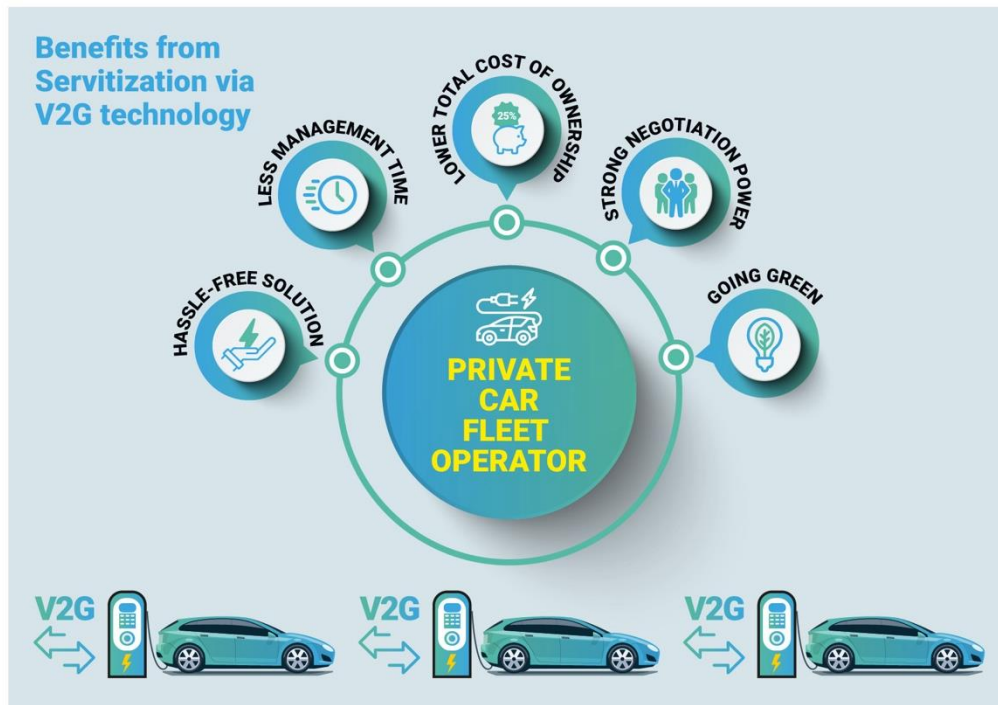 Benefits from
Servitization via
V2G technology
HASSLE-FREE SOLUTION
LESS MANAGEMENT TIME
LOWER TOTAL COST OF OWNERSHIP
25%
STRONG NEGOTIATION POWER
GOING GREEN
PRIVATE
CAR
FLEET
OPERATOR
V2G
V2G
V2G